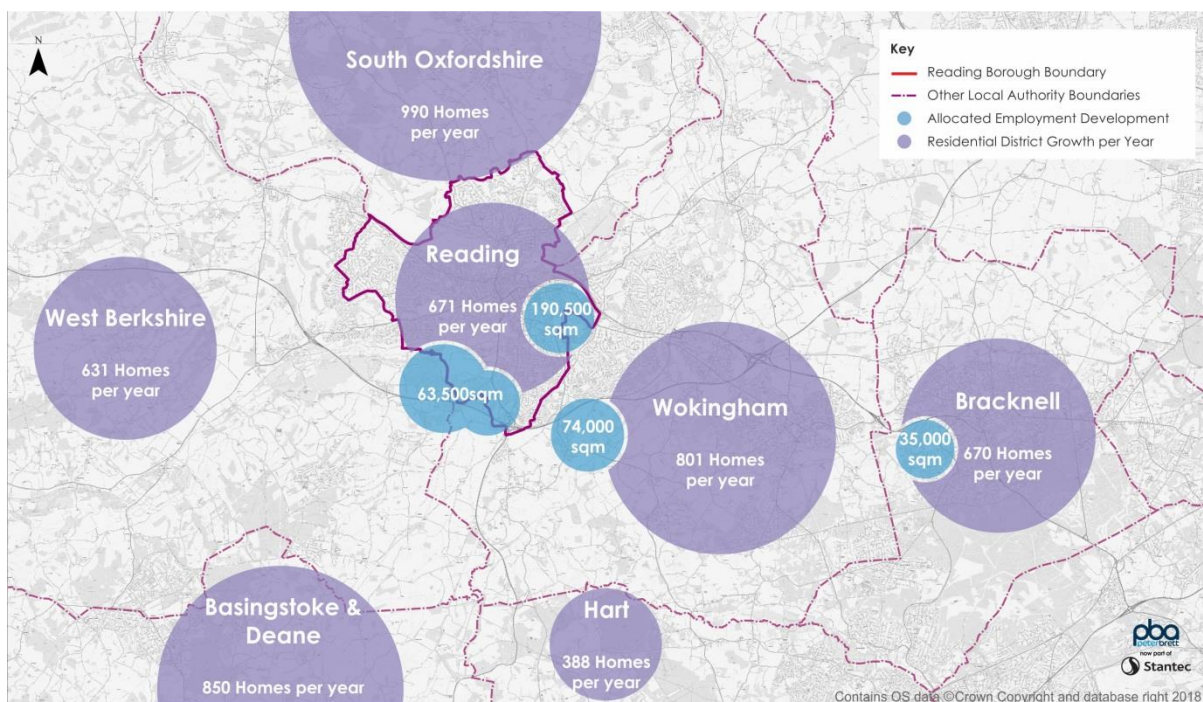 N
South Oxfordshire
990 Homes
per year
Key
Reading Borough Boundary
Other Local Authority Boundaries
Allocated Employment Development
Residential District Growth per Year
Reading
671 Homes
per year
190,500
sqm
West Berkshire
631 Homes
per year
63,500sqm
74,000
sqm
Wokingham
801 Homes
per year
Bracknell
35,000
sqm
670 Homes
per year
Basingstoke &
Deane
850 Homes per year
Hart
388 Homes
per year
pba
peterbrett
now part of
Stantec
Contains OS data ©Crown Copyright and database right 2018